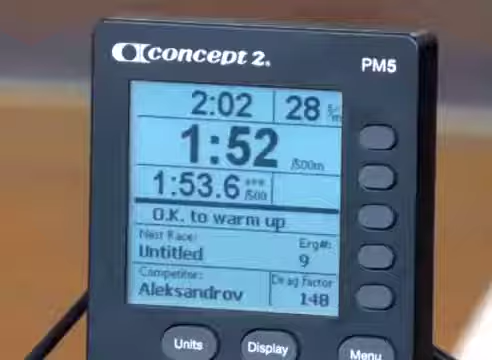 concept 2.
PM5
2:02 28 s/m
1:52 /500m
1:53.6 ave /500
O.K. to warm up
Next Race: Erg#:
Untitled 9
Competitor: Drag Factor
Aleksandrov 148
Units Display Menu